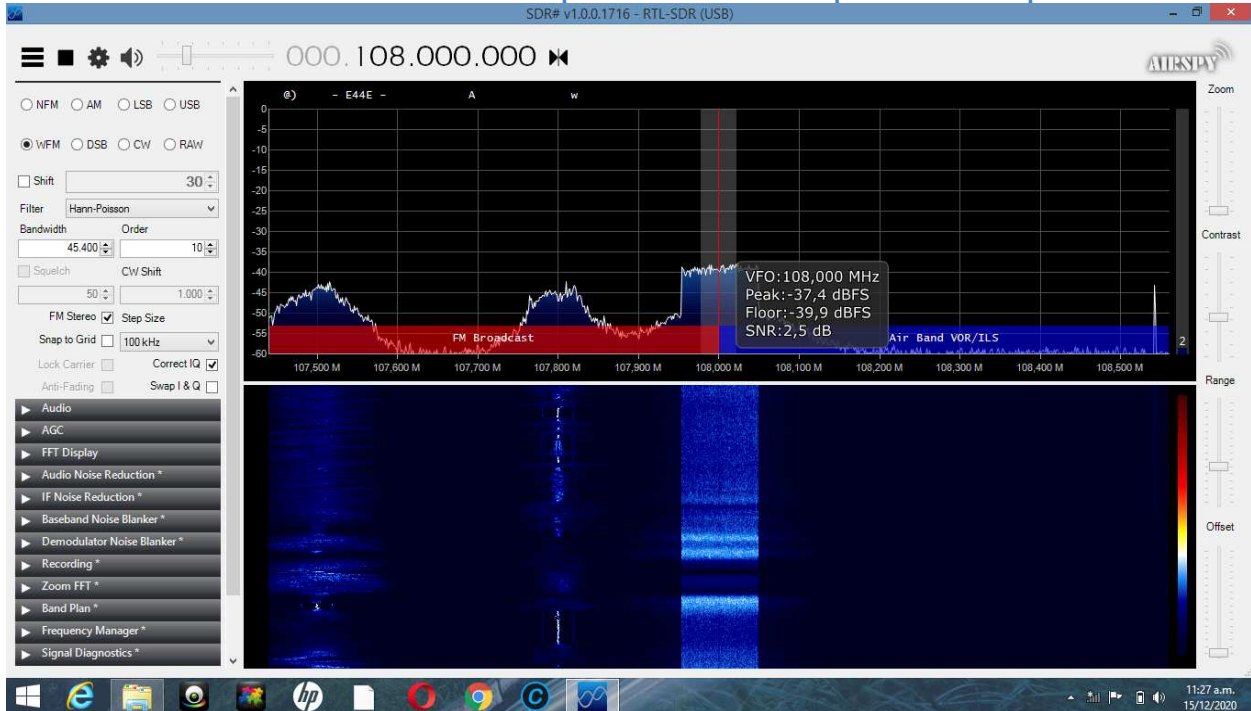 SDR# v1.0.0.1716 - RTL-SDR (USB)
000.108.000.000
AIRSPY
NFM AM LSB USB
WFM DSB CW RAW
Shift 30
Filter Hann-Poisson
Bandwidth Order
45.400 10
Squelch CW Shift
50 1.000
FM Stereo Step Size
Snap to Grid 100 kHz
Lock Carrier Correct IQ
Anti-Fading Swap I & Q
Audio
AGC
FFT Display
Audio Noise Reduction *
IF Noise Reduction *
Baseband Noise Blanker *
Demodulator Noise Blanker *
Recording *
Zoom FFT *
Band Plan *
Frequency Manager *
Signal Diagnostics *
@) - E44E - A w
0
-5
-10
-15
-20
-25
-30
-35
-40
-45
-50
-55
-60
VFO:108,000 MHz
Peak:-37,4 dBFS
Floor:-39,9 dBFS
SNR:2,5 dB
FM Broadcast Air Band VOR/ILS
2
107,500 M 107,600 M 107,700 M 107,800 M 107,900 M 108,000 M 108,100 M 108,200 M 108,300 M 108,400 M 108,500 M
Zoom
Contrast
Range
Offset
hp
11:27 a.m.
15/12/2020